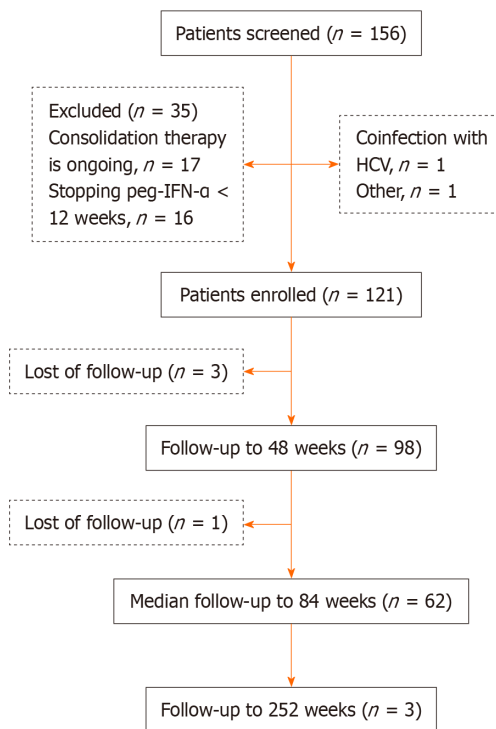 Patients screened (n = 156)
Excluded (n = 35)
Consolidation therapy
is ongoing, n = 17
Stopping peg-IFN-α <
12 weeks, n = 16
Coinfection with
HCV, n = 1
Other, n = 1
Patients enrolled (n = 121)
Lost of follow-up (n = 3)
Follow-up to 48 weeks (n = 98)
Lost of follow-up (n = 1)
Median follow-up to 84 weeks (n = 62)
Follow-up to 252 weeks (n = 3)